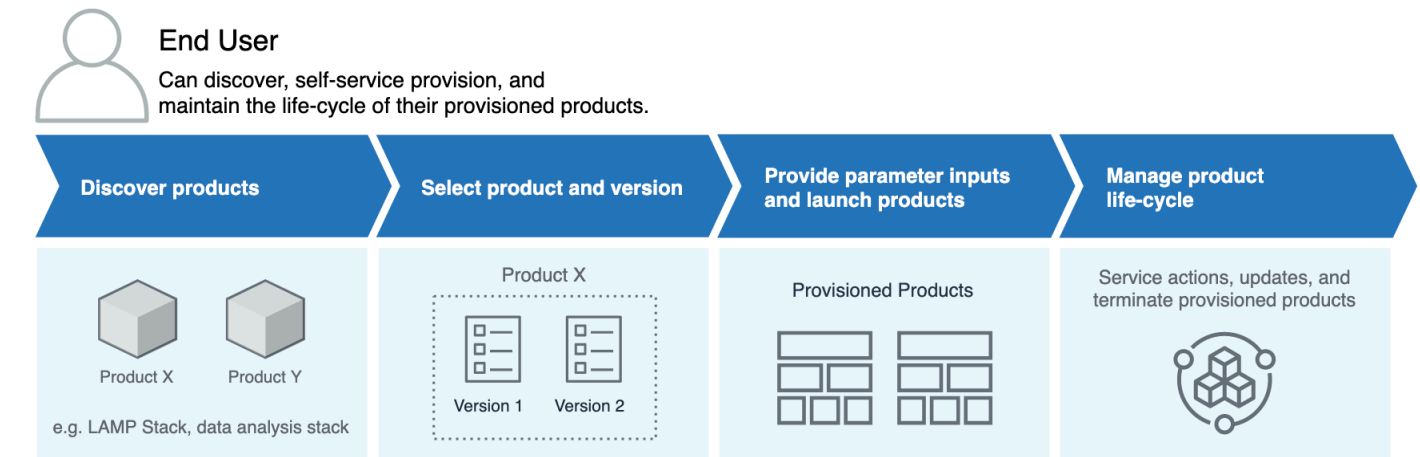 End User
Can discover, self-service provision, and
maintain the life-cycle of their provisioned products.
Discover products
Select product and version
Provide parameter inputs
and launch products
Manage product
life-cycle
Product X
Product Y
e.g. LAMP Stack, data analysis stack
Product X
Version 1
Version 2
Provisioned Products
Service actions, updates, and
terminate provisioned products